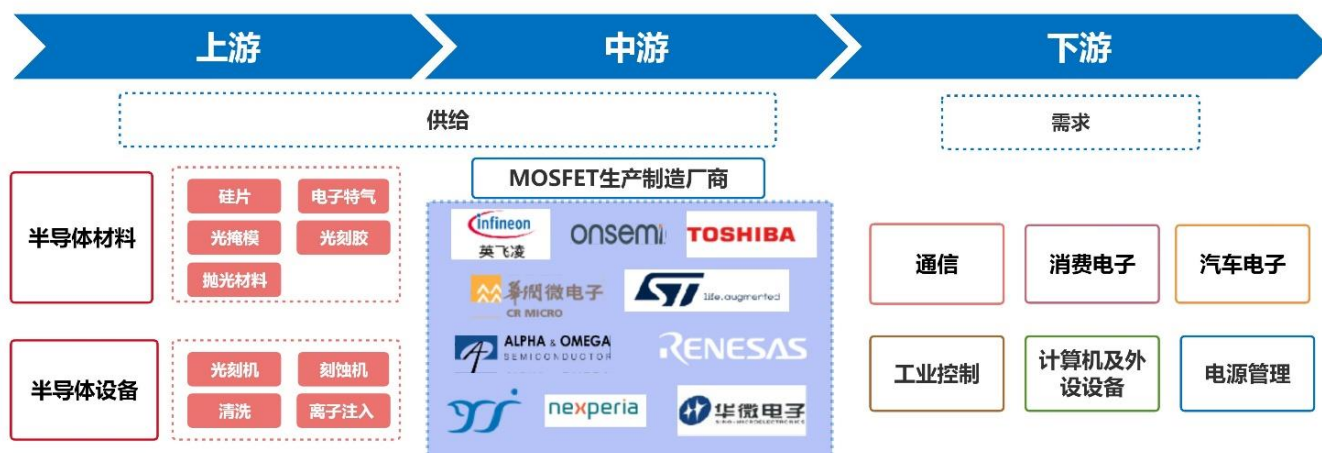 上游
中游
下游
供给
需求
半导体材料
硅片
电子特气
光掩模
光刻胶
抛光材料
半导体设备
光刻机
刻蚀机
清洗
离子注入
MOSFET生产制造厂商
infineon
英飞凌
onsemi
TOSHIBA
華润微电子
CR MICRO
ST
life.augmented
ALPHA & OMEGA
SEMICONDUCTOR
RENESAS
nexperia
华微电子
SINO-MICROELECTRONICS
通信
消费电子
汽车电子
工业控制
计算机及外
设设备
电源管理